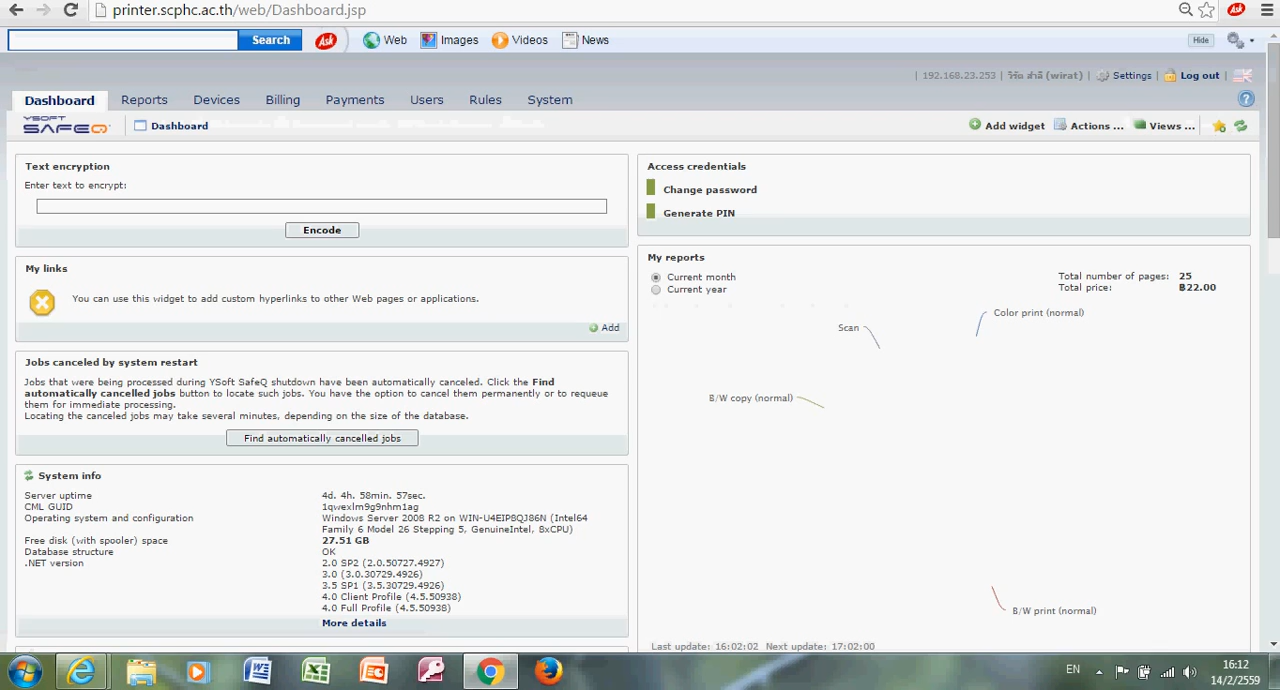 printer.scphc.ac.th/web/Dashboard.jsp
Search Ask Web Images Videos News Hide
| 192.168.23.253 | วิรัช สำลี (wirat) | Settings | Log out |
Dashboard Reports Devices Billing Payments Users Rules System
YSOFT
SAFEQ Dashboard Add widget Actions ... Views ...
Text encryption
Enter text to encrypt:
Encode
My links
You can use this widget to add custom hyperlinks to other Web pages or applications.
Add
Jobs canceled by system restart
Jobs that were being processed during YSoft SafeQ shutdown have been automatically canceled. Click the Find
automatically cancelled jobs button to locate such jobs. You have the option to cancel them permanently or to requeue
them for immediate processing.
Locating the canceled jobs may take several minutes, depending on the size of the database.
Find automatically cancelled jobs
System info
Server uptime 4d. 4h. 58min. 57sec.
CML GUID 1qwexlm9g9nhm1ag
Operating system and configuration Windows Server 2008 R2 on WIN-U4EIP8QJ86N (Intel64
Family 6 Model 26 Stepping 5, GenuineIntel, 8xCPU)
Free disk (with spooler) space 27.51 GB
Database structure OK
.NET version 2.0 SP2 (2.0.50727.4927)
3.0 (3.0.30729.4926)
3.5 SP1 (3.5.30729.4926)
4.0 Client Profile (4.5.50938)
4.0 Full Profile (4.5.50938)
More details
Access credentials
Change password
Generate PIN
My reports
Current month
Current year
Total number of pages: 25
Total price: ฿22.00
Color print (normal)
Scan
B/W copy (normal)
B/W print (normal)
Last update: 16:02:02 Next update: 17:02:00
EN 16:12
14/2/2559